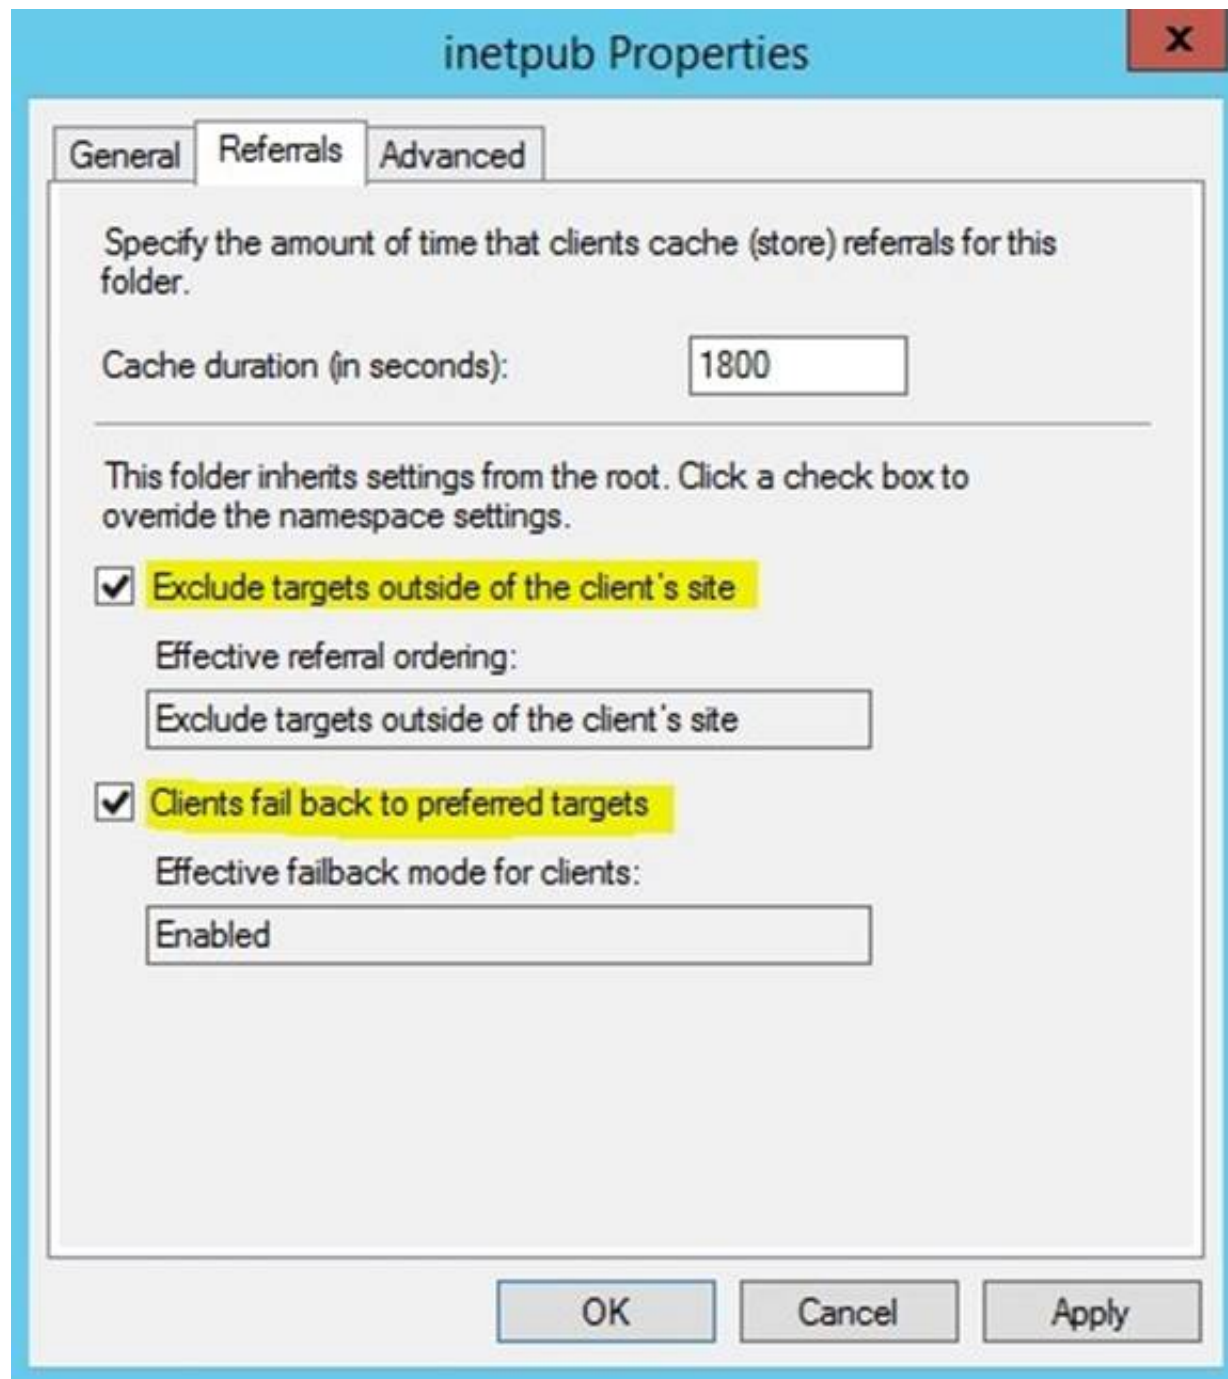 inetpub Properties
x
General
Referrals
Advanced
Specify the amount of time that clients cache (store) referrals for this
folder.
Cache duration (in seconds):
1800
This folder inherits settings from the root. Click a check box to
override the namespace settings.
Exclude targets outside of the client's site
Effective referral ordering:
Exclude targets outside of the client's site
Clients fail back to preferred targets
Effective failback mode for clients:
Enabled
OK
Cancel
Apply